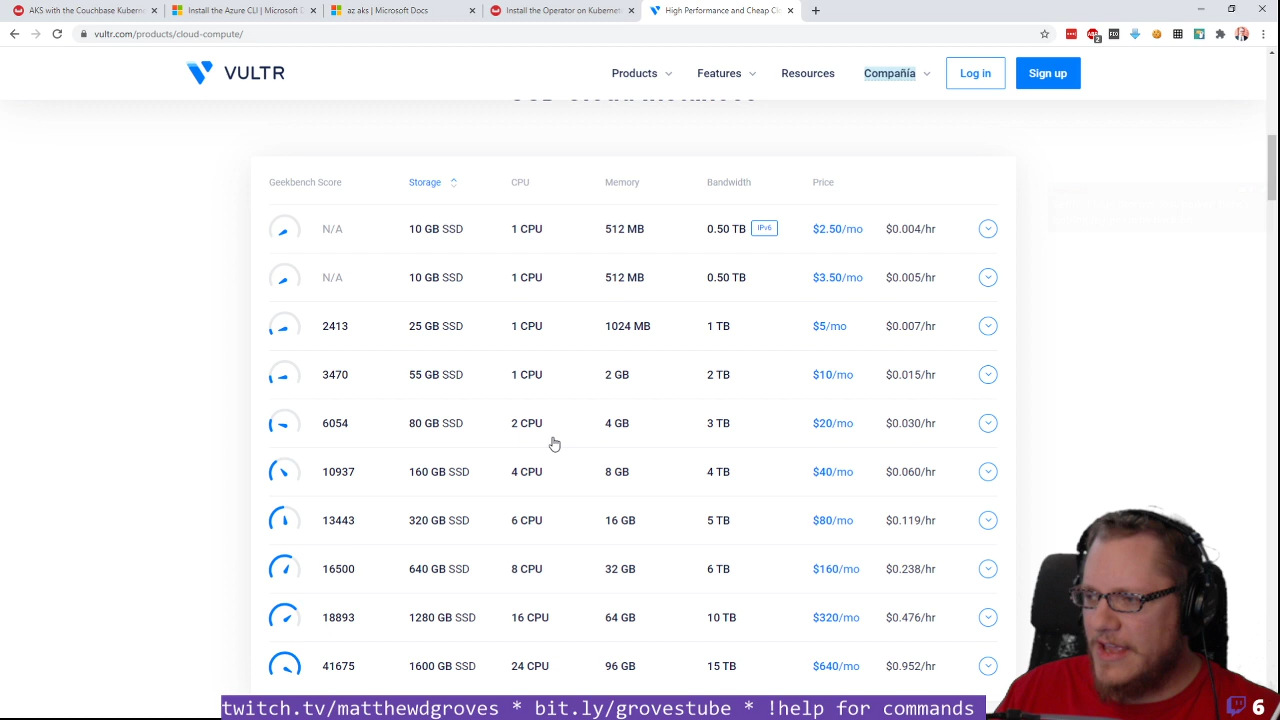 AKS with the Couchbase Kubern
Install the Azure CLI | Microsoft D
az aks | Microsoft Docs
Install the Operator on Kubernet
High Performance and Cheap Cl
vultr.com/products/cloud-compute/
2
VULTR
Products
Features
Resources
Compañía
Log in
Sign up
Geekbench Score Storage CPU Memory Bandwidth Price
N/A 10 GB SSD 1 CPU 512 MB 0.50 TB IPv6 $2.50/mo $0.004/hr
N/A 10 GB SSD 1 CPU 512 MB 0.50 TB $3.50/mo $0.005/hr
2413 25 GB SSD 1 CPU 1024 MB 1 TB $5/mo $0.007/hr
3470 55 GB SSD 1 CPU 2 GB 2 TB $10/mo $0.015/hr
6054 80 GB SSD 2 CPU 4 GB 3 TB $20/mo $0.030/hr
10937 160 GB SSD 4 CPU 8 GB 4 TB $40/mo $0.060/hr
13443 320 GB SSD 6 CPU 16 GB 5 TB $80/mo $0.119/hr
16500 640 GB SSD 8 CPU 32 GB 6 TB $160/mo $0.238/hr
18893 1280 GB SSD 16 CPU 64 GB 10 TB $320/mo $0.476/hr
41675 1600 GB SSD 24 CPU 96 GB 15 TB $640/mo $0.952/hr
twitch.tv/matthewdgroves * bit.ly/grovestube * !help for commands
6